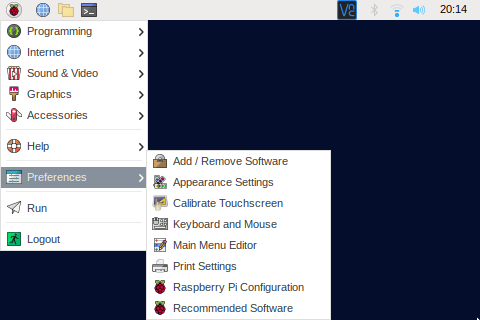 20:14
Programming
Internet
Sound & Video
Graphics
Accessories
Help
Preferences
Run
Logout
Add / Remove Software
Appearance Settings
Calibrate Touchscreen
Keyboard and Mouse
Main Menu Editor
Print Settings
Raspberry Pi Configuration
Recommended Software